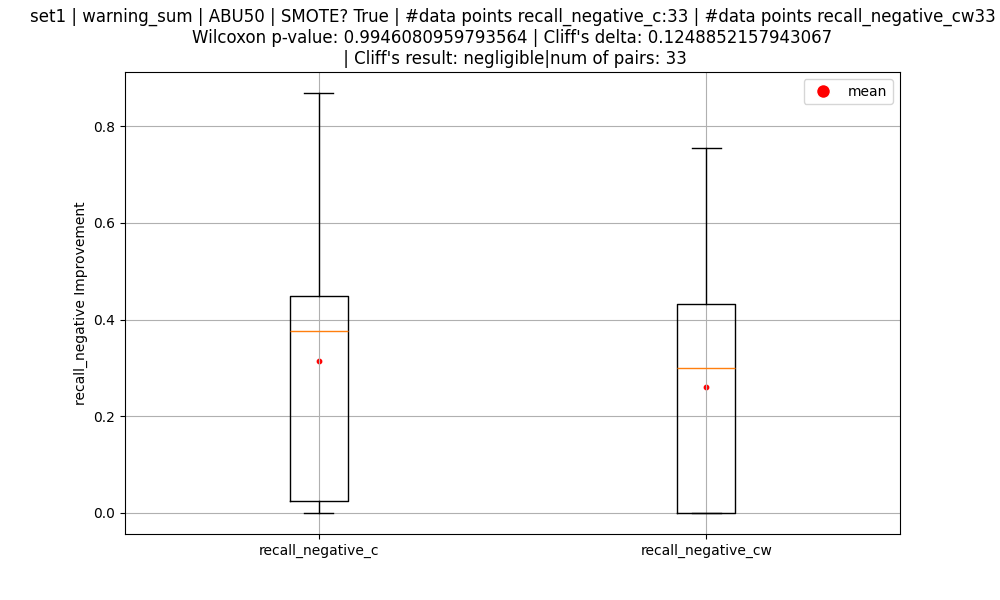 set1 | warning_sum | ABU50 | SMOTE? True | #data points recall_negative_c:33 | #data points recall_negative_cw33
Wilcoxon p-value: 0.9946080959793564 | Cliff's delta: 0.1248852157943067
| Cliff's result: negligible|num of pairs: 33
mean
0.8
0.6
0.4
0.2
0.0
recall_negative Improvement
recall_negative_c
recall_negative_cw